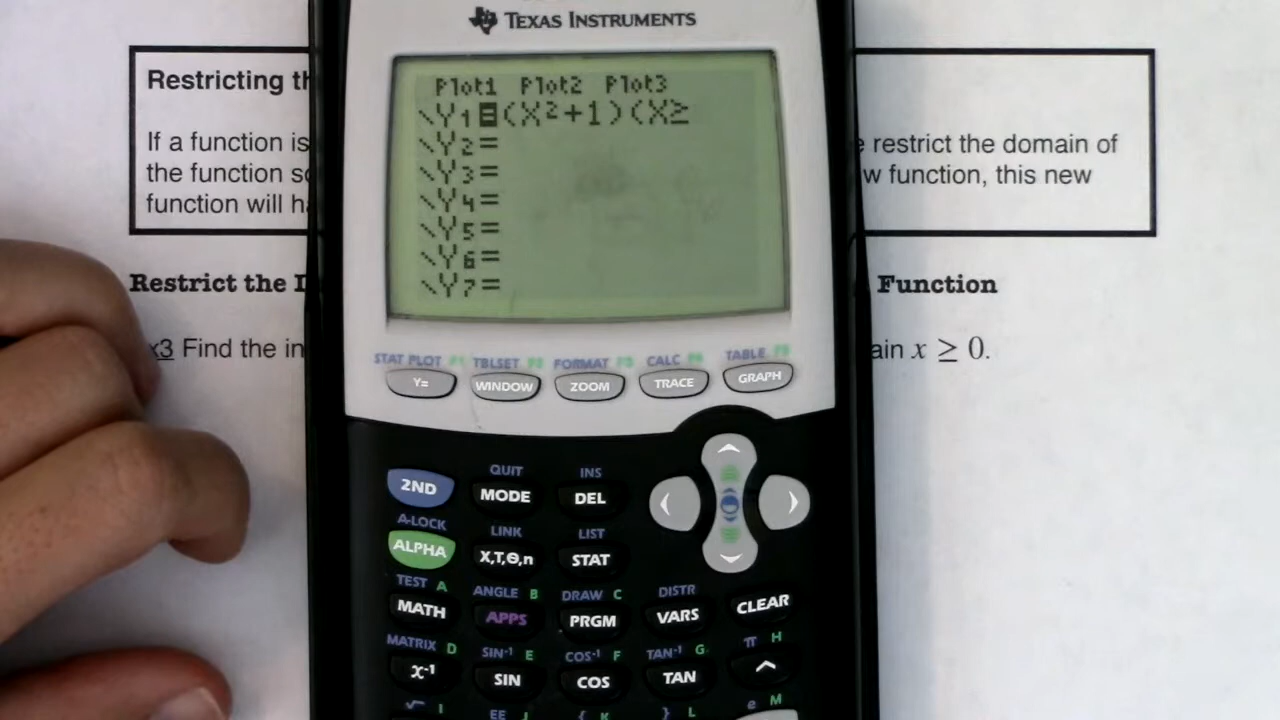 TEXAS INSTRUMENTS
Restricting th
If a function is
the function so
function will ha
e restrict the domain of
w function, this new
Restrict the D
Function
x3 Find the in
ain x ≥ 0.
Plot1 Plot2 Plot3
\Y1=(X²+1)(X≥
\Y2=
\Y3=
\Y4=
\Y5=
\Y6=
\Y7=
STAT PLOT F1 TBLSET F2 FORMAT F3 CALC F4 TABLE F5
Y= WINDOW ZOOM TRACE GRAPH
QUIT INS
2ND MODE DEL
A-LOCK LINK LIST
ALPHA X,T,Θ,n STAT
TEST A ANGLE B DRAW C DISTR
MATH APPS PRGM VARS CLEAR
MATRIX D SIN⁻¹ E COS⁻¹ F TAN⁻¹ G π H
x⁻¹ SIN COS TAN ^
√ I EE J { K } L e M